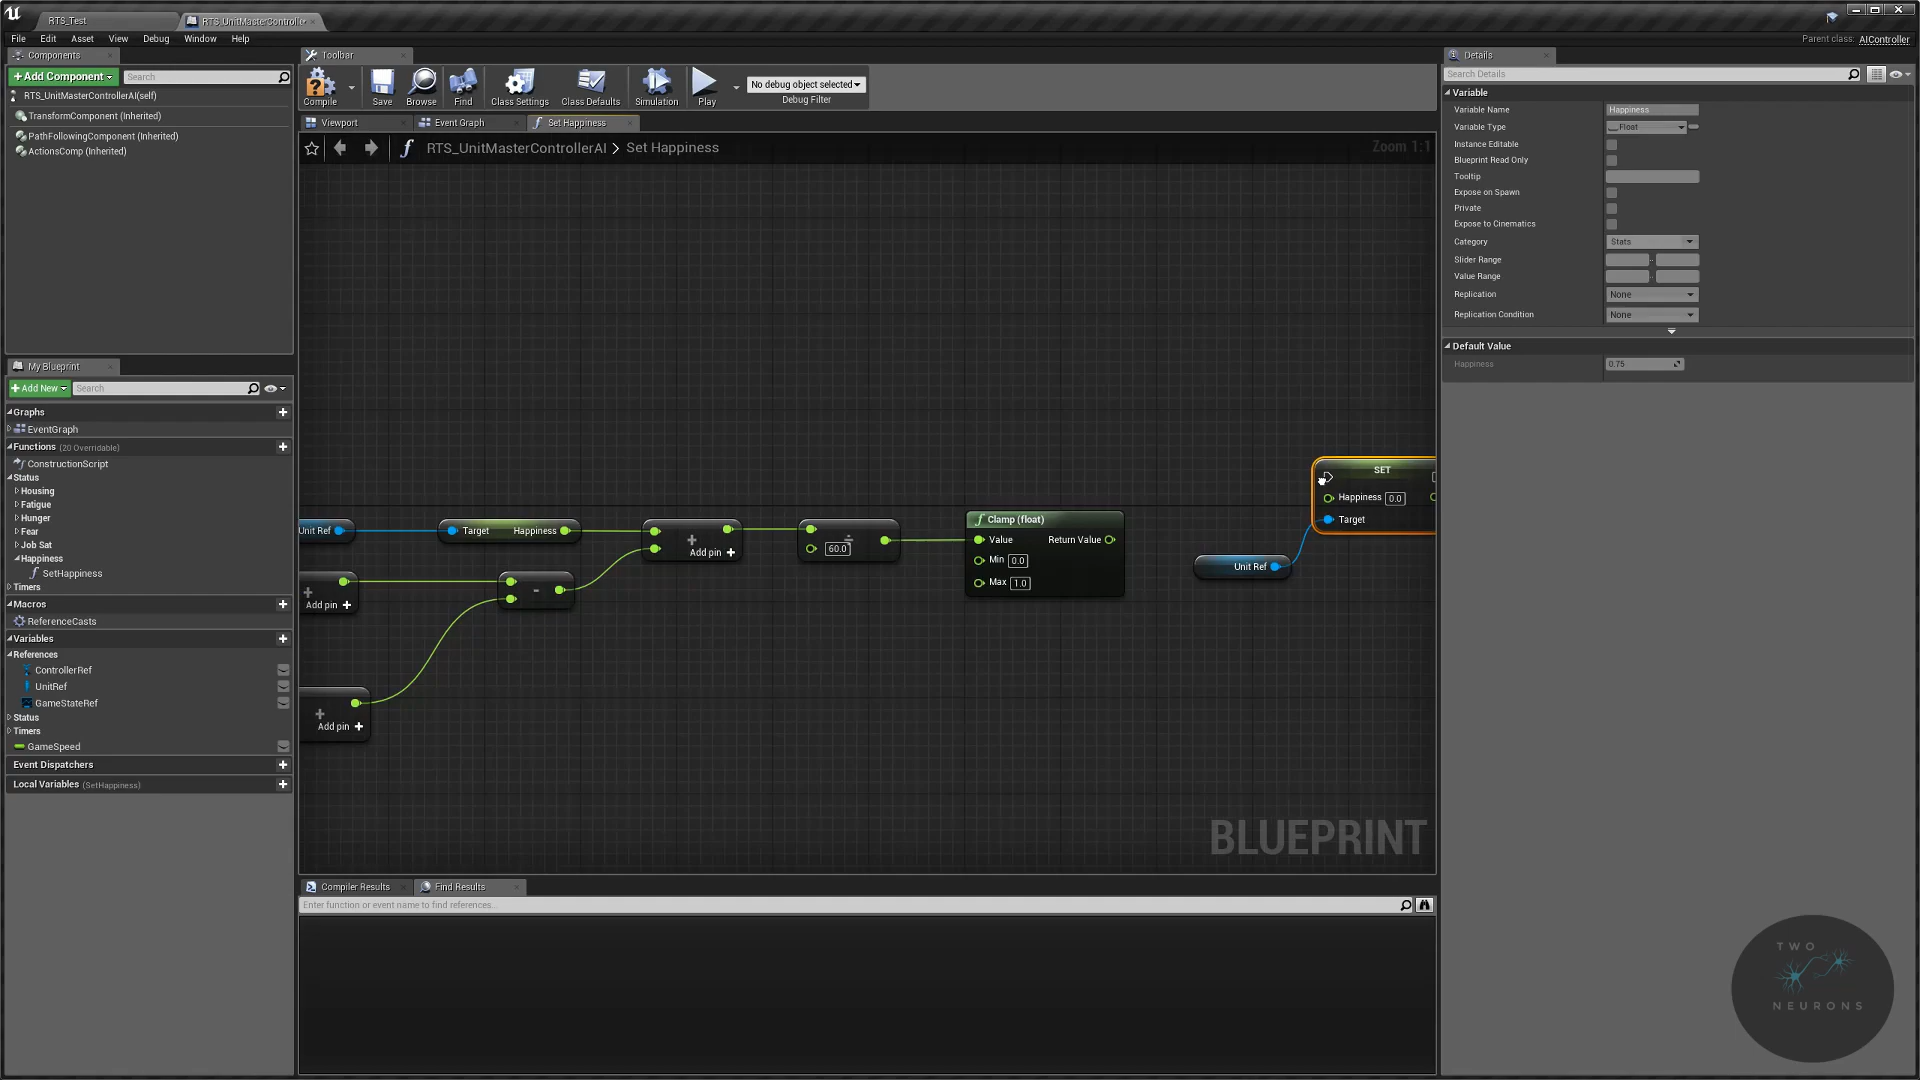 RTS_Test
RTS_UnitMasterController
File Edit Asset View Debug Window Help
Parent class: AIController
Components
+ Add Component
Search
RTS_UnitMasterControllerAI(self)
TransformComponent (Inherited)
PathFollowingComponent (Inherited)
ActionsComp (Inherited)
My Blueprint
+ Add New
Search
Graphs
EventGraph
Functions (20 Overridable)
ConstructionScript
Status
Housing
Fatigue
Hunger
Fear
Job Sat
Happiness
SetHappiness
Timers
Macros
ReferenceCasts
Variables
References
ControllerRef
UnitRef
GameStateRef
Status
Timers
GameSpeed
Event Dispatchers
Local Variables (SetHappiness)
Toolbar
Compile
Save
Browse
Find
Class Settings
Class Defaults
Simulation
Play
No debug object selected
Debug Filter
Viewport
Event Graph
Set Happiness
RTS_UnitMasterControllerAI > Set Happiness
Zoom 1:1
Unit Ref
Target Happiness
Add pin +
60.0
Add pin +
Add pin +
Clamp (float)
Value Return Value
Min 0.0
Max 1.0
Unit Ref
SET
Happiness 0.0
Target
BLUEPRINT
Compiler Results
Find Results
Enter function or event name to find references...
Details
Search Details
Variable
Variable Name Happiness
Variable Type Float
Instance Editable
Blueprint Read Only
Tooltip
Expose on Spawn
Private
Expose to Cinematics
Category Stats
Slider Range
Value Range
Replication None
Replication Condition None
Default Value
Happiness 0.75
TWO
NEURONS